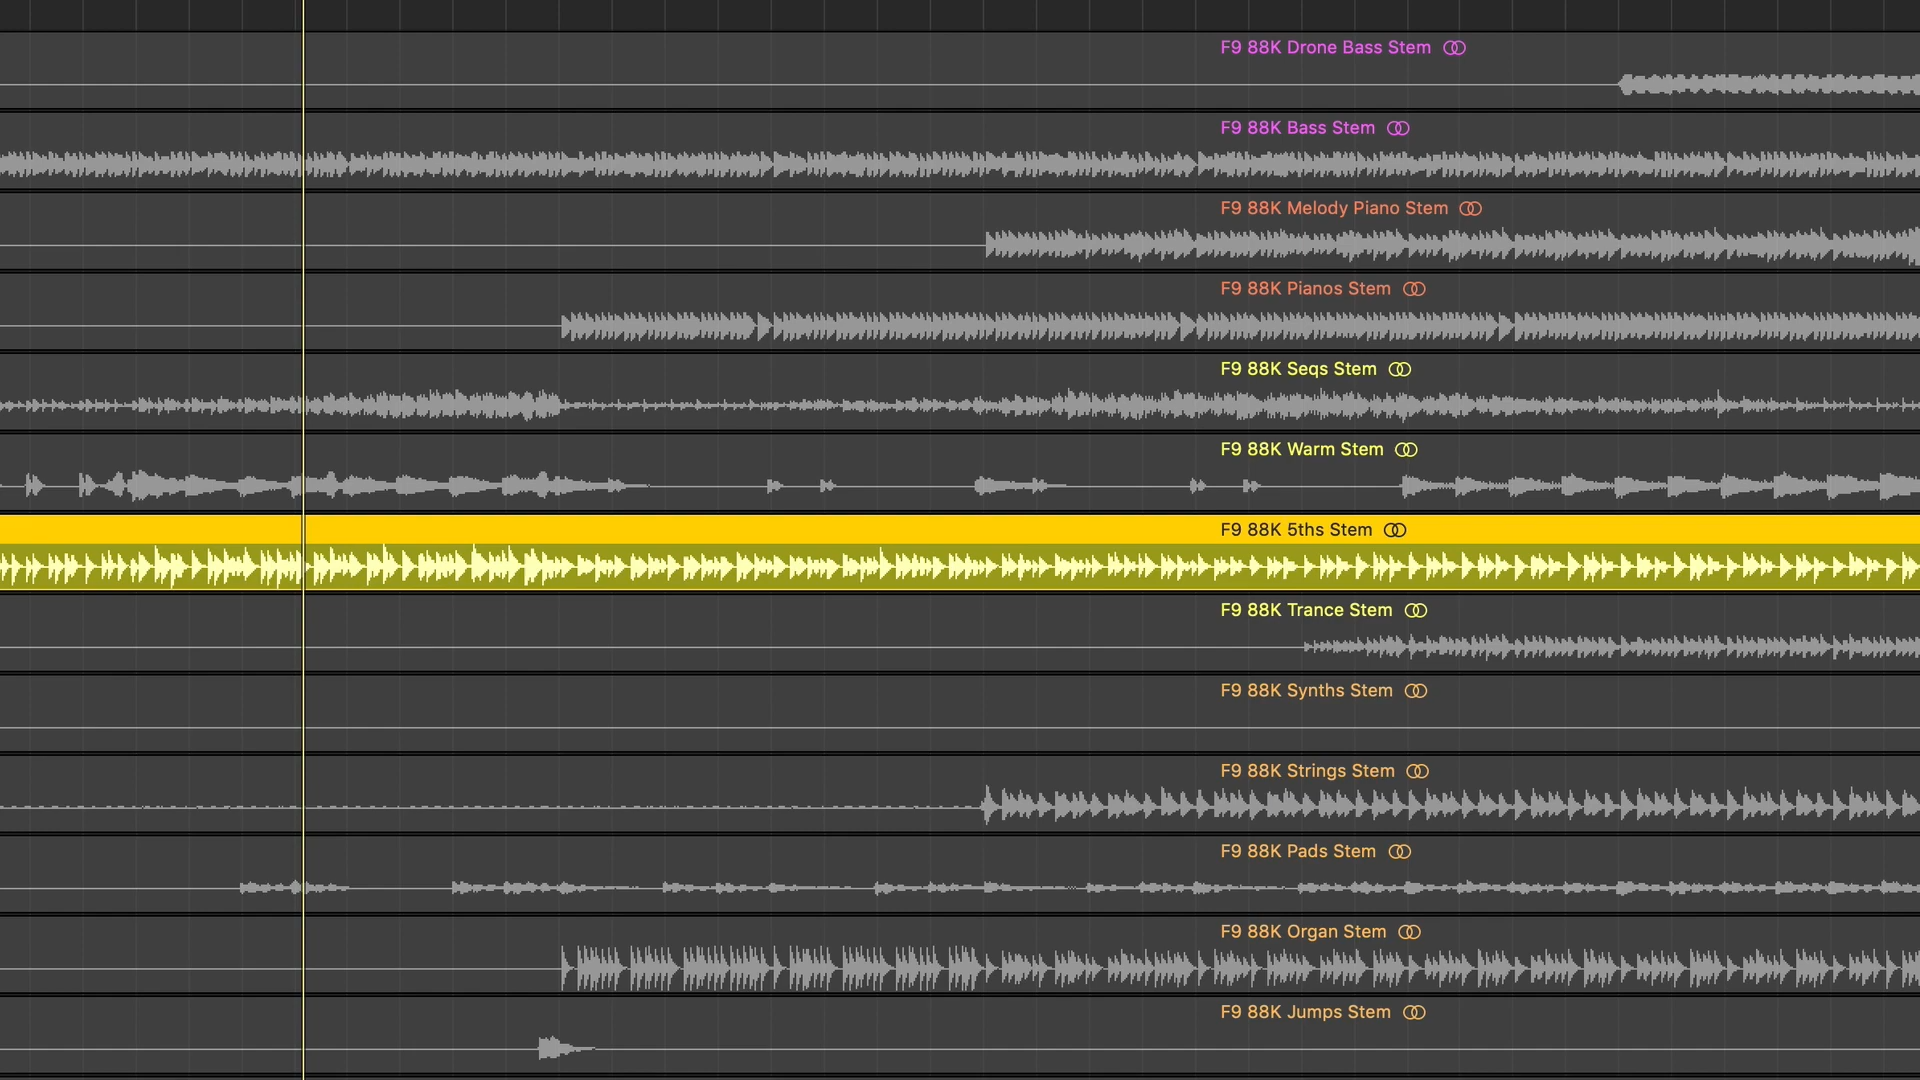 F9 88K Drone Bass Stem
F9 88K Bass Stem
F9 88K Melody Piano Stem
F9 88K Pianos Stem
F9 88K Seqs Stem
F9 88K Warm Stem
F9 88K 5ths Stem
F9 88K Trance Stem
F9 88K Synths Stem
F9 88K Strings Stem
F9 88K Pads Stem
F9 88K Organ Stem
F9 88K Jumps Stem